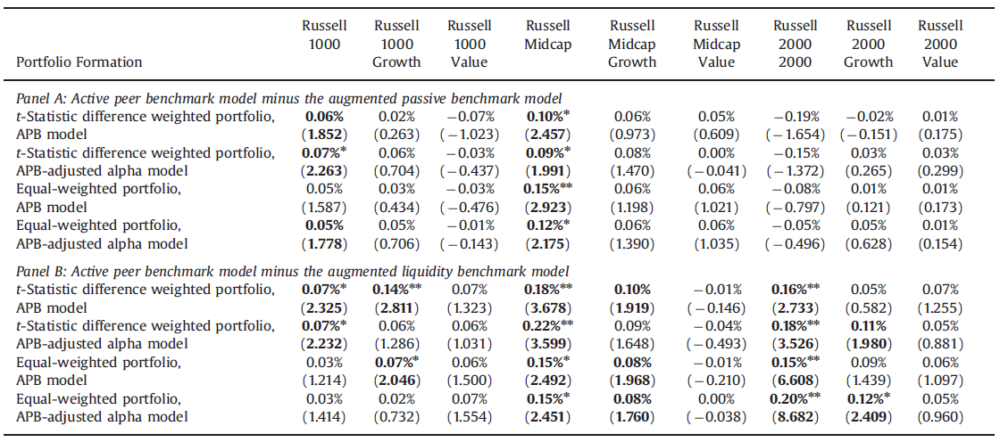 Portfolio Formation Russell 1000 Russell 1000 Growth Russell 1000 Value Russell Midcap Russell Midcap Growth Russell Midcap Value Russell 2000 2000 Russell 2000 Growth Russell 2000 Value
Panel A: Active peer benchmark model minus the augmented passive benchmark model
t-Statistic difference weighted portfolio, 0.06% 0.02% −0.07% 0.10%* 0.06% 0.05% −0.19% −0.02% 0.01%
APB model (1.852) (0.263) (−1.023) (2.457) (0.973) (0.609) (−1.654) (−0.151) (0.175)
t-Statistic difference weighted portfolio, 0.07%* 0.06% −0.03% 0.09%* 0.08% 0.00% −0.15% 0.03% 0.03%
APB-adjusted alpha model (2.263) (0.704) (−0.437) (1.991) (1.470) (−0.041) (−1.372) (0.265) (0.299)
Equal-weighted portfolio, 0.05% 0.03% −0.03% 0.15%** 0.06% 0.06% −0.08% 0.01% 0.01%
APB model (1.587) (0.434) (−0.476) (2.923) (1.198) (1.021) (−0.797) (0.121) (0.173)
Equal-weighted portfolio, 0.05% 0.05% −0.01% 0.12%* 0.06% 0.06% −0.05% 0.05% 0.01%
APB-adjusted alpha model (1.778) (0.706) (−0.143) (2.175) (1.390) (1.035) (−0.496) (0.628) (0.154)
Panel B: Active peer benchmark model minus the augmented liquidity benchmark model
t-Statistic difference weighted portfolio, 0.07%* 0.14%** 0.07% 0.18%** 0.10% −0.01% 0.16%** 0.05% 0.07%
APB model (2.325) (2.811) (1.323) (3.678) (1.919) (−0.146) (2.733) (0.582) (1.255)
t-Statistic difference weighted portfolio, 0.07%* 0.06% 0.06% 0.22%** 0.09% −0.04% 0.18%** 0.11% 0.05%
APB-adjusted alpha model (2.232) (1.286) (1.031) (3.599) (1.648) (−0.493) (3.526) (1.980) (0.881)
Equal-weighted portfolio, 0.03% 0.07%* 0.06% 0.15%* 0.08% −0.01% 0.15%** 0.09% 0.06%
APB model (1.214) (2.046) (1.500) (2.492) (1.968) (−0.210) (6.608) (1.439) (1.097)
Equal-weighted portfolio, 0.03% 0.02% 0.07% 0.15%* 0.08% 0.00% 0.20%** 0.12%* 0.05%
APB-adjusted alpha model (1.414) (0.732) (1.554) (2.451) (1.760) (−0.038) (8.682) (2.409) (0.960)